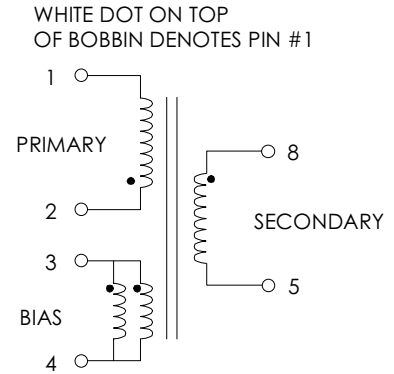 WHITE DOT ON TOP
OF BOBBIN DENOTES PIN #1
1
PRIMARY
8
2
SECONDARY
3
5
BIAS
4